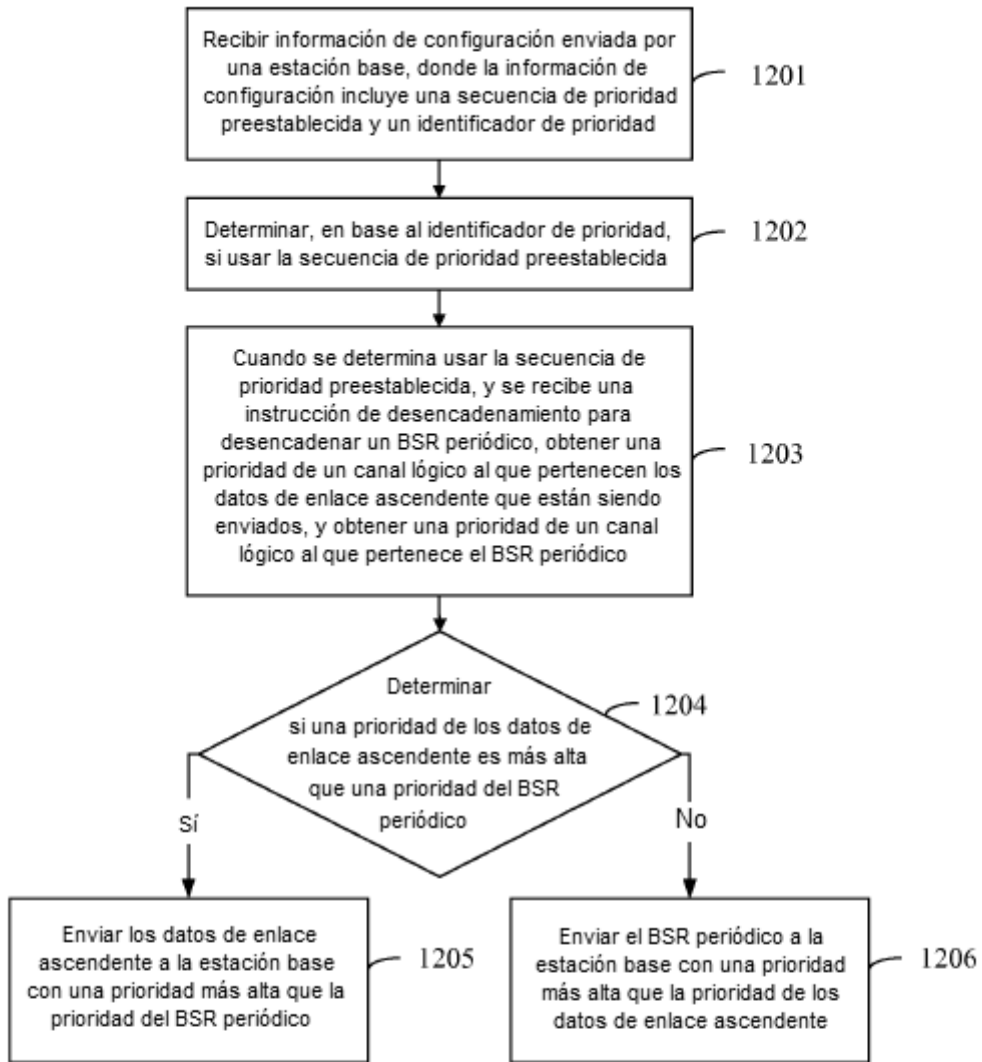 Recibir información de configuración enviada por
una estación base, donde la información de
configuración incluye una secuencia de prioridad
preestablecida y un identificador de prioridad
1201
Determinar, en base al identificador de prioridad,
si usar la secuencia de prioridad preestablecida
1202
Cuando se determina usar la secuencia de
prioridad preestablecida, y se recibe una
instrucción de desencadenamiento para
desencadenar un BSR periódico, obtener una
prioridad de un canal lógico al que pertenecen los
datos de enlace ascendente que están siendo
enviados, y obtener una prioridad de un canal
lógico al que pertenece el BSR periódico
1203
Determinar
si una prioridad de los datos de
enlace ascendente es más alta
que una prioridad del BSR
periódico
1204
Sí
No
Enviar los datos de enlace
ascendente a la estación base
con una prioridad más alta que la
prioridad del BSR periódico
1205
Enviar el BSR periódico a la
estación base con una prioridad
más alta que la prioridad de los
datos de enlace ascendente
1206